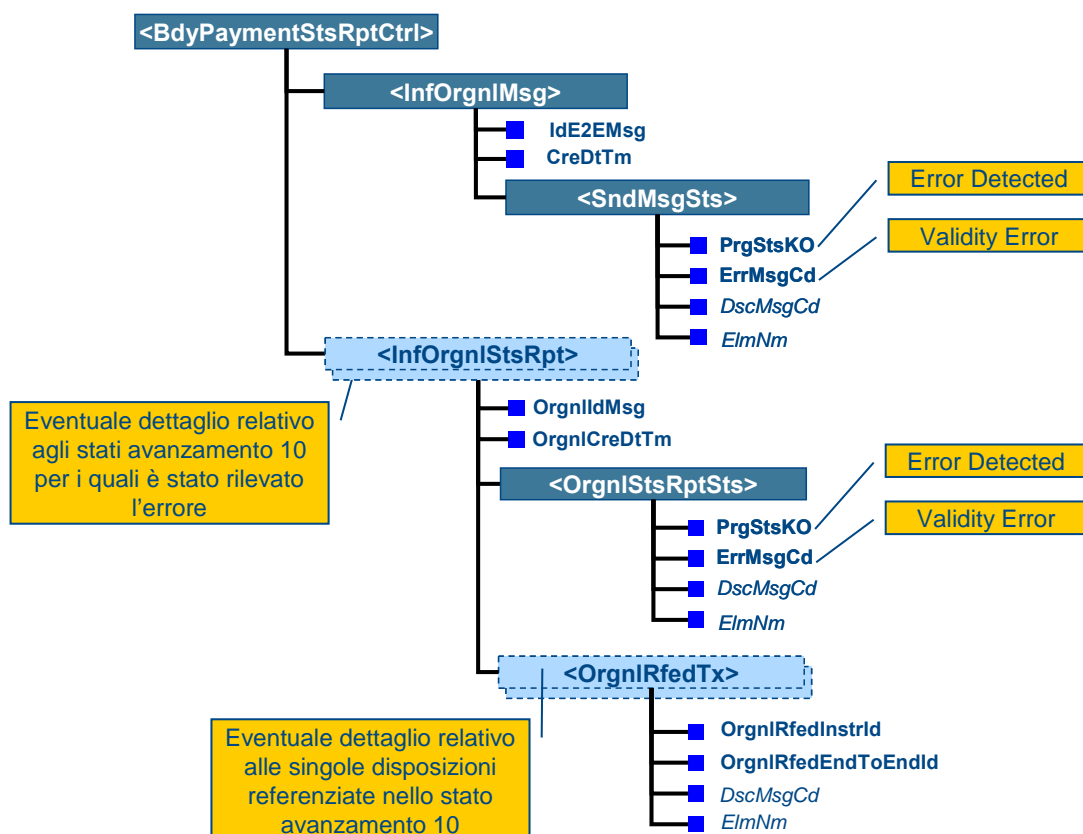 <BdyPaymentStsRptCtrl>
<InfOrgnlMsg>
IdE2EMsg
CreDtTm
<SndMsgSts>
Error Detected
PrgStsKO
Validity Error
ErrMsgCd
DscMsgCd
ElmNm
<InfOrgnlStsRpt>
Eventuale dettaglio relativo
agli stati avanzamento 10
per i quali è stato rilevato
l'errore
OrgnlIdMsg
OrgnlCreDtTm
<OrgnlStsRptSts>
Error Detected
PrgStsKO
Validity Error
ErrMsgCd
DscMsgCd
ElmNm
<OrgnlRfedTx>
Eventuale dettaglio relativo
alle singole disposizioni
referenziate nello stato
avanzamento 10
OrgnlRfedInstrId
OrgnlRfedEndToEndId
DscMsgCd
ElmNm